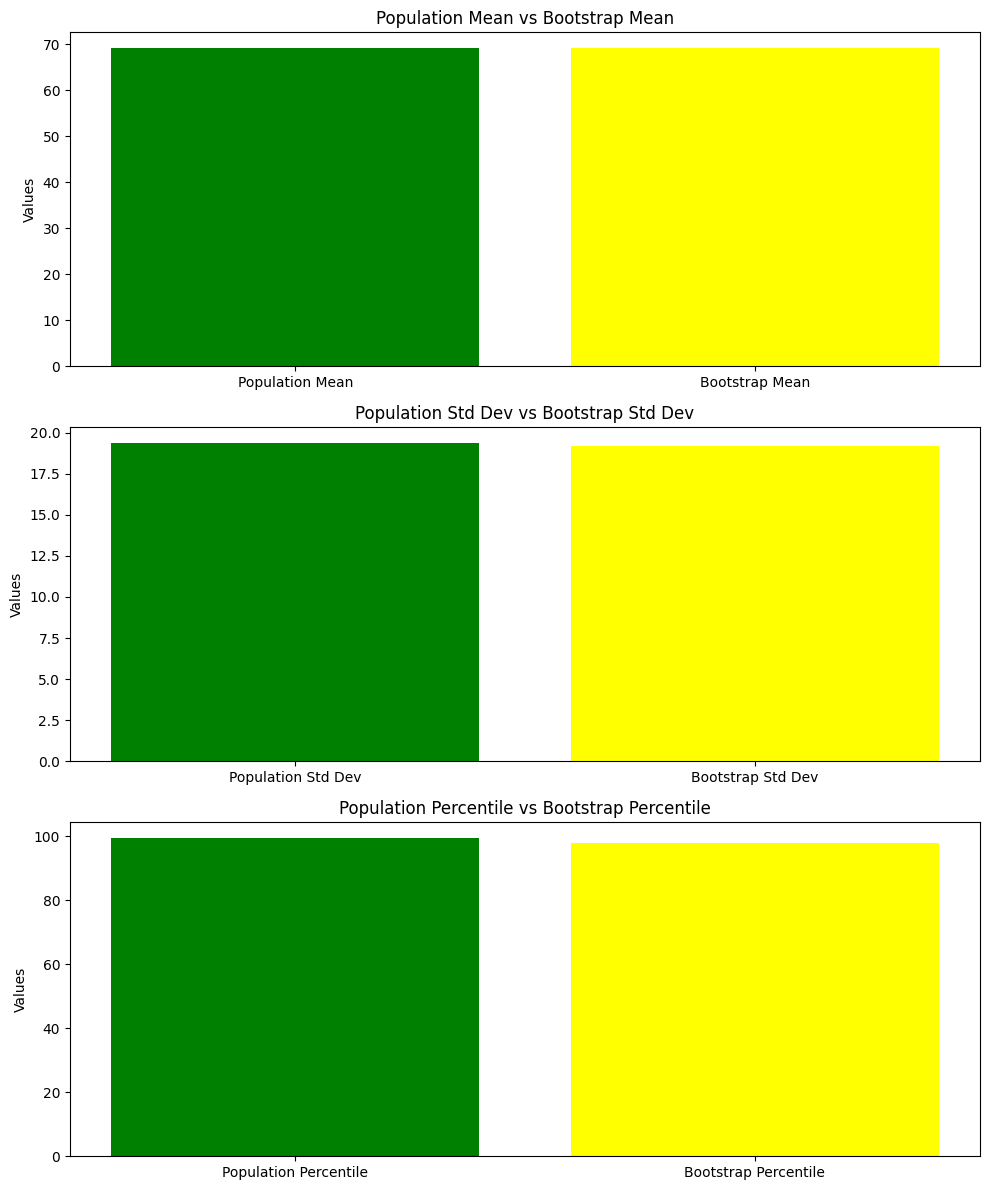 Population Mean vs Bootstrap Mean
70
60
50
40
30
20
10
0
Values
Population Mean
Bootstrap Mean
Population Std Dev vs Bootstrap Std Dev
20.0
17.5
15.0
12.5
10.0
7.5
5.0
2.5
0.0
Values
Population Std Dev
Bootstrap Std Dev
Population Percentile vs Bootstrap Percentile
100
80
60
40
20
0
Values
Population Percentile
Bootstrap Percentile